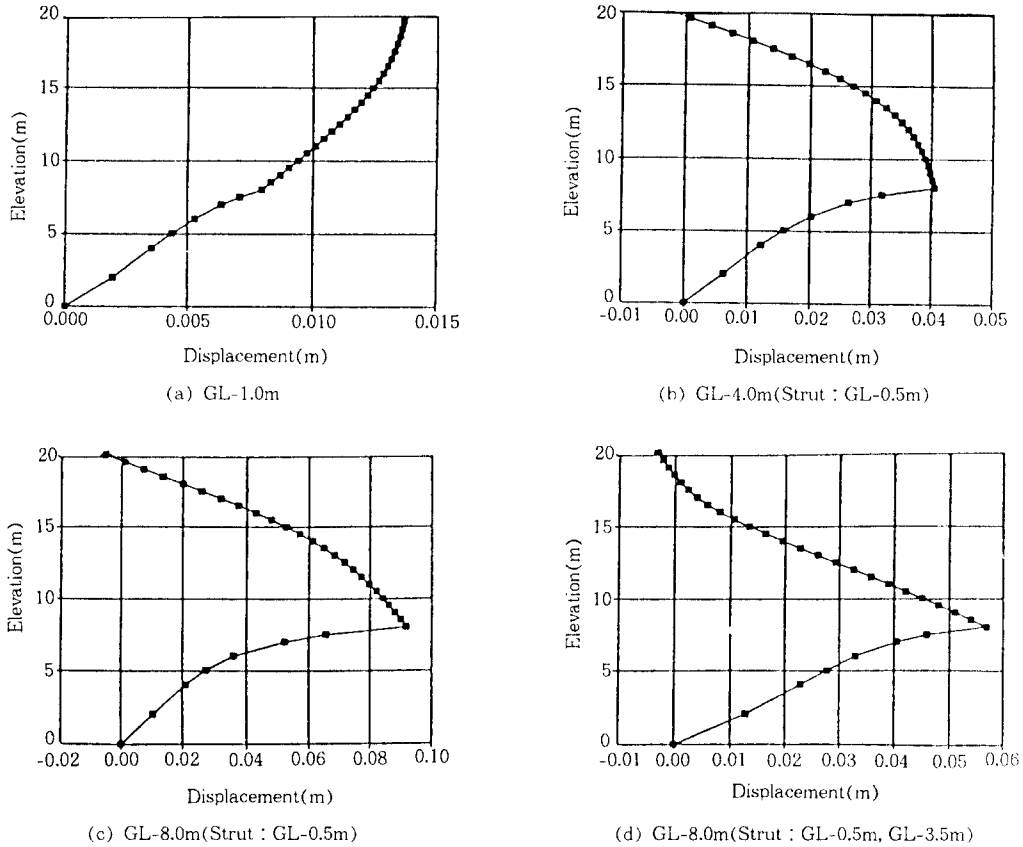 20
15
10
5
0
Elevation(m)
0.000 0.005 0.010 0.015
Displacement(m)
(a) GL-1.0m
20
15
10
5
0
Elevation(m)
-0.01 0.00 0.01 0.02 0.03 0.04 0.05
Displacement(m)
(b) GL-4.0m(Strut : GL-0.5m)
20
15
10
5
0
Elevation(m)
-0.02 0.00 0.02 0.04 0.06 0.08 0.10
Displacement(m)
(c) GL-8.0m(Strut : GL-0.5m)
20
15
10
5
0
Elevation(m)
-0.01 0.00 0.01 0.02 0.03 0.04 0.05 0.06
Displacement(m)
(d) GL-8.0m(Strut : GL-0.5m, GL-3.5m)